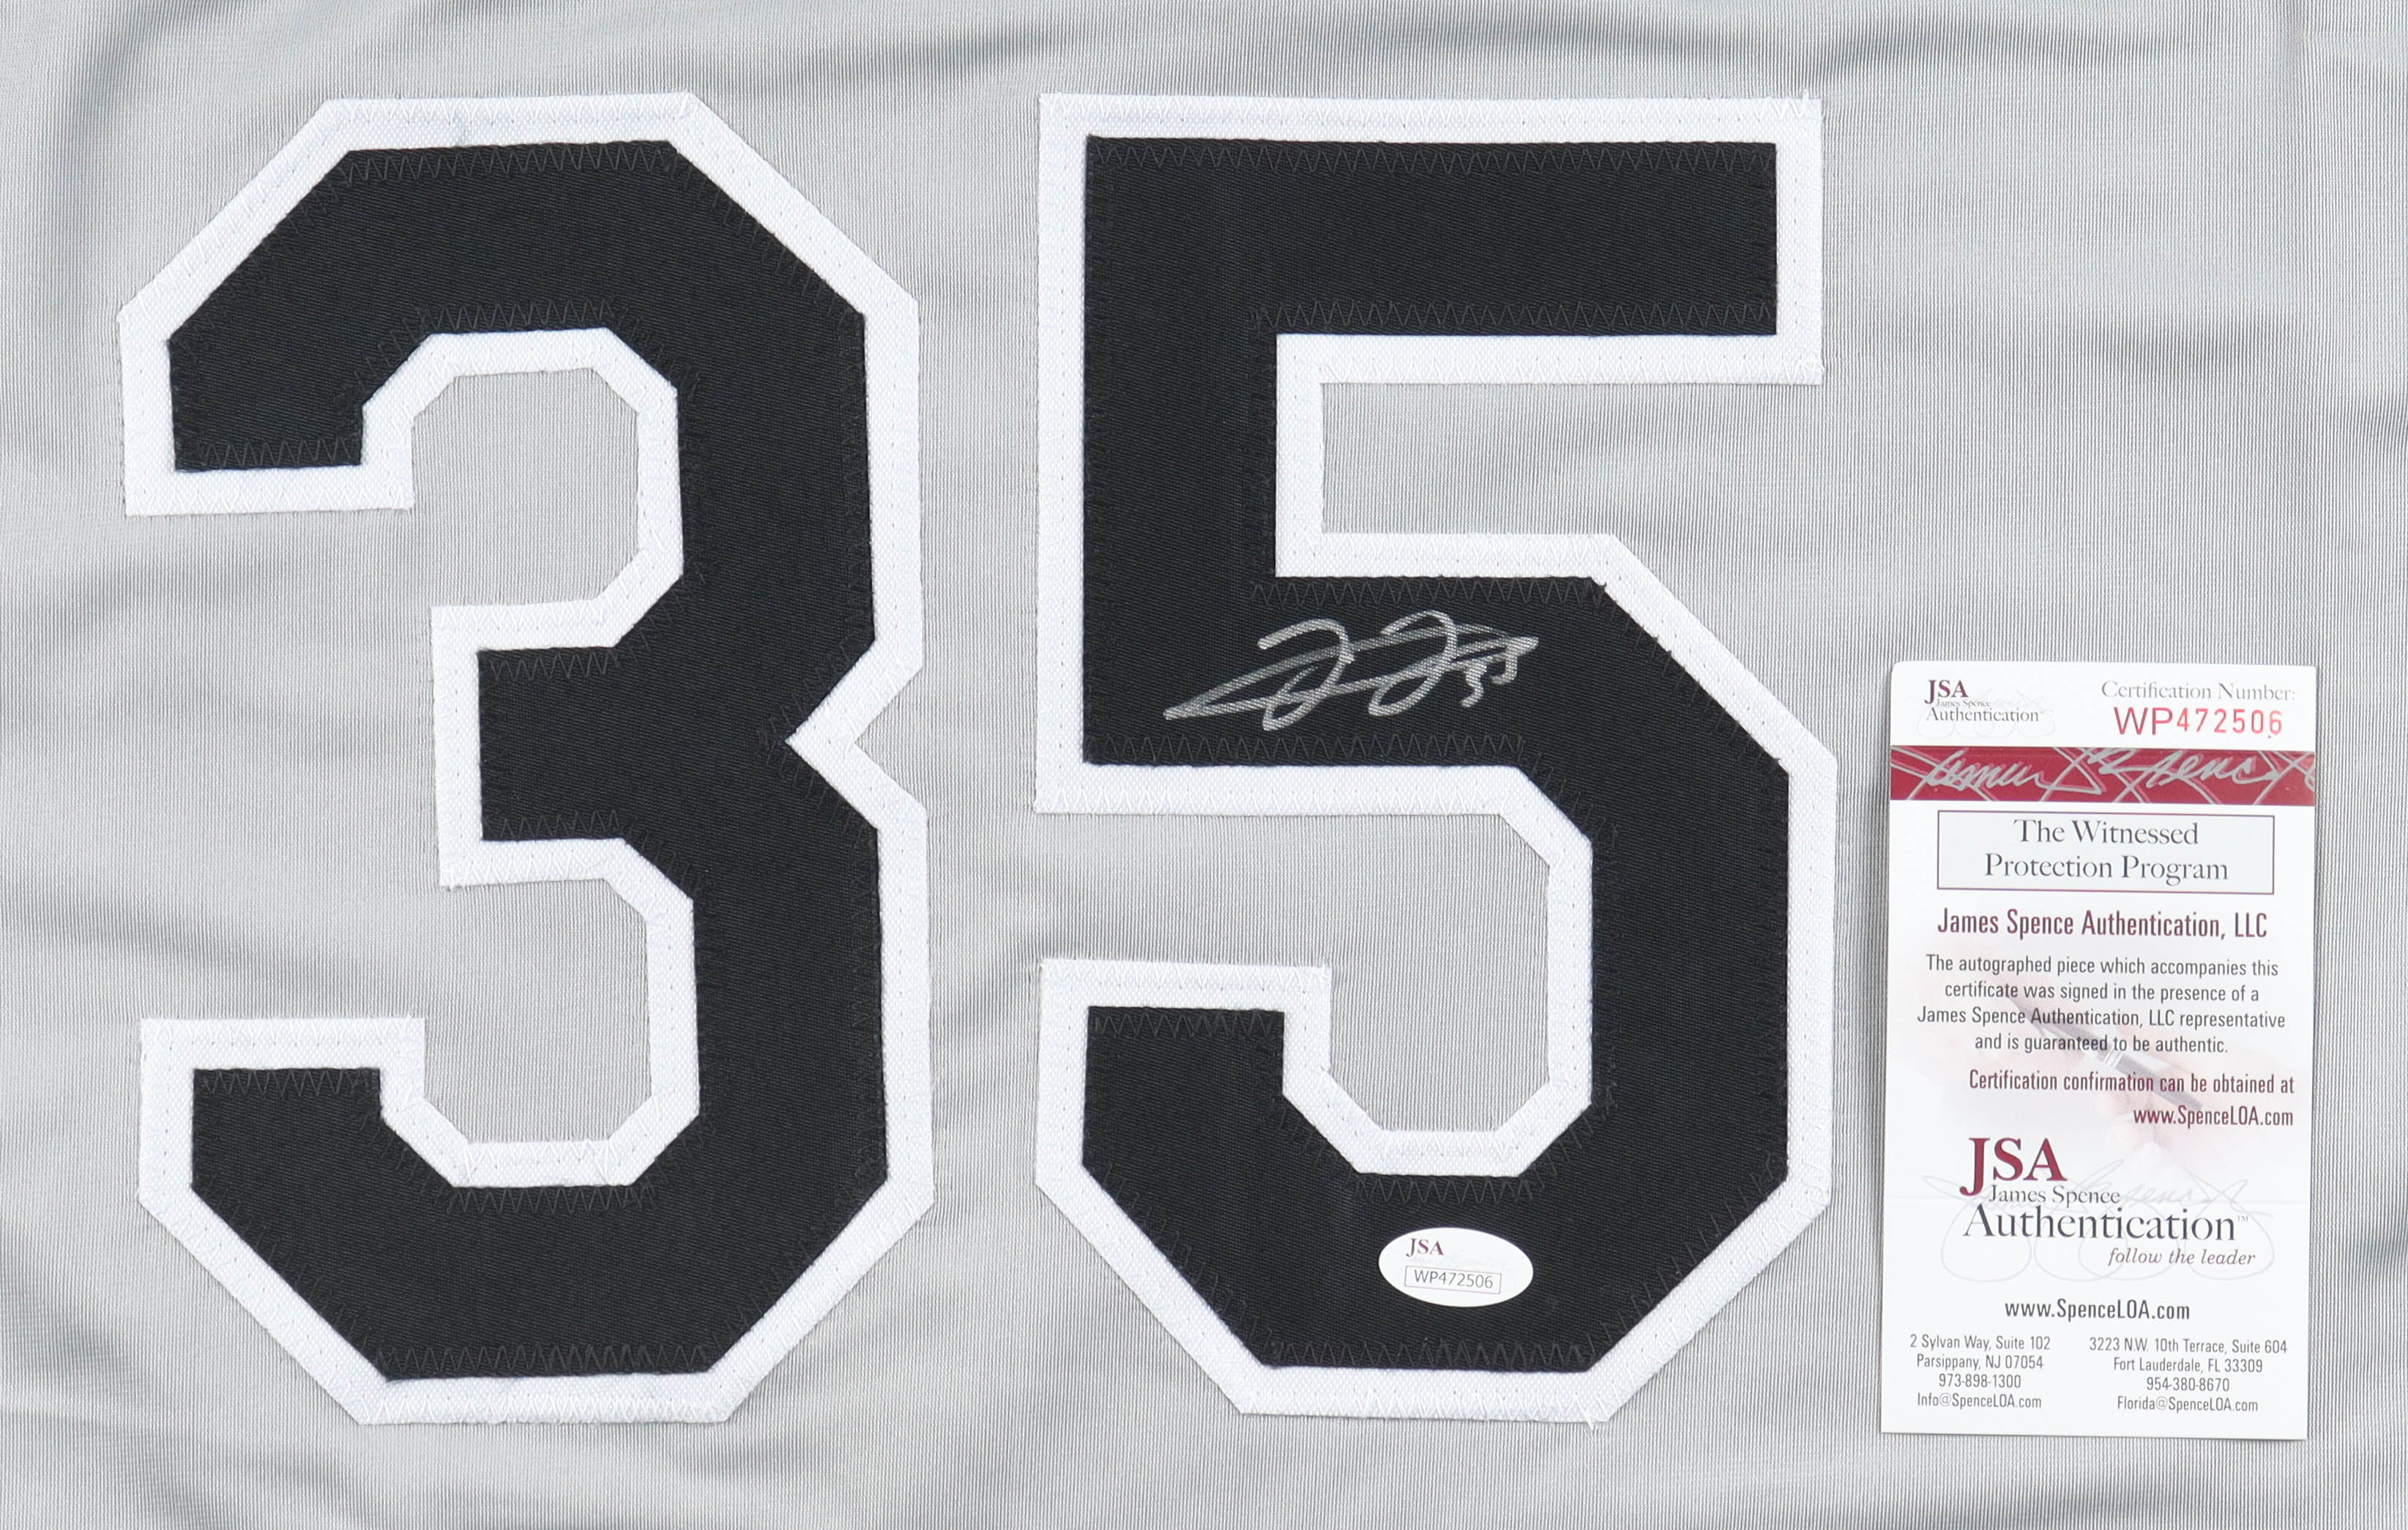 35
35
JSA
WP472506
JSA
James Spence
Authentication
Certification Number:
WP472506
James Spence
The Witnessed
Protection Program
James Spence Authentication, LLC
The autographed piece which accompanies this
certificate was signed in the presence of a
James Spence Authentication, LLC representative
and is guaranteed to be authentic.
Certification confirmation can be obtained at
www.SpenceLOA.com
JSA
James Spence
Authentication™
follow the leader
www.SpenceLOA.com
2 Sylvan Way, Suite 102
Parsippany, NJ 07054
973-898-1300
Info@SpenceLOA.com
3223 N.W. 10th Terrace, Suite 604
Fort Lauderdale, FL 33309
954-380-8670
Florida@SpenceLOA.com